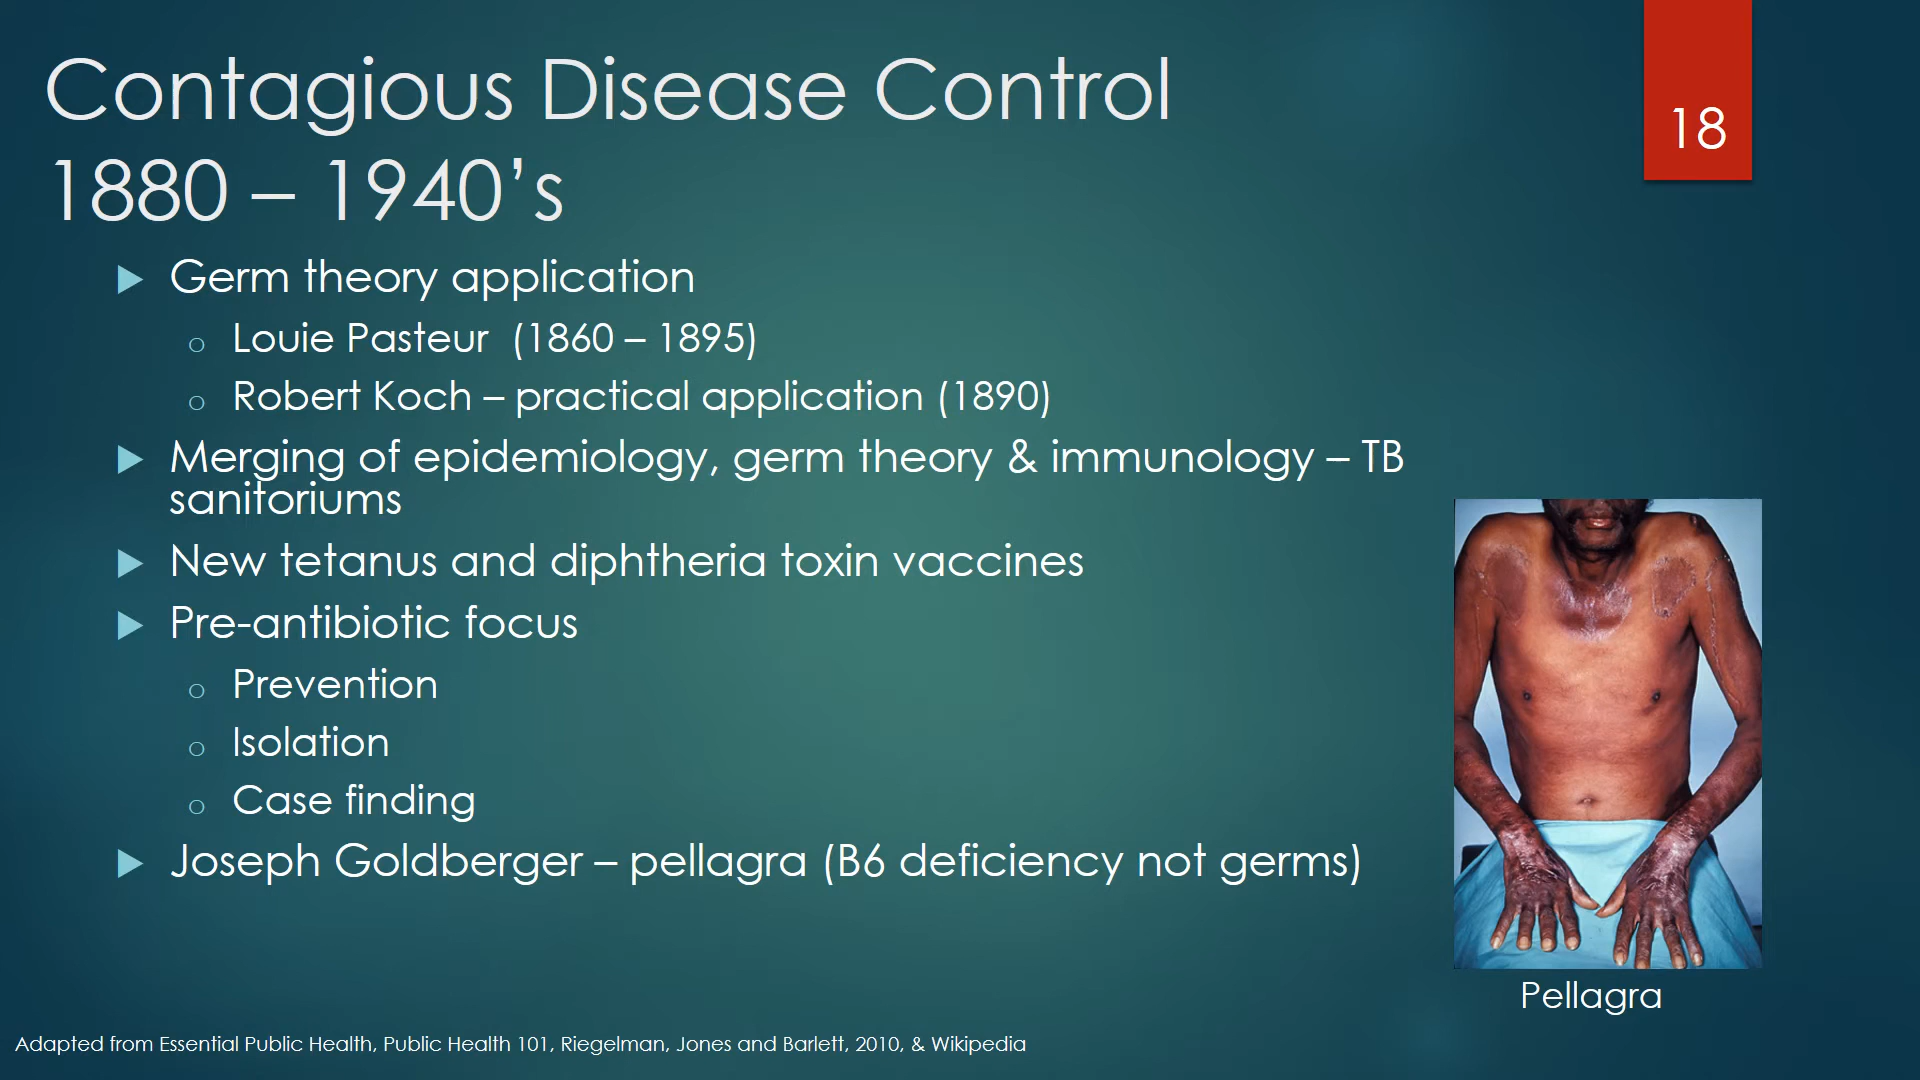 Contagious Disease Control
18
1880 – 1940’s
Germ theory application
Louie Pasteur  (1860 – 1895)
Robert Koch – practical application (1890)
Merging of epidemiology, germ theory & immunology – TB
sanitoriums
New tetanus and diphtheria toxin vaccines
Pre-antibiotic focus
Prevention
Isolation
Case finding
Joseph Goldberger – pellagra (B6 deficiency not germs)
Pellagra
Adapted from Essential Public Health, Public Health 101, Riegelman, Jones and Barlett, 2010, & Wikipedia